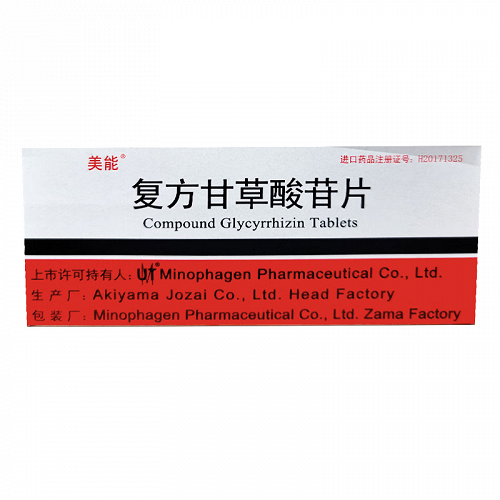 美能®
进口药品注册证号：H20171325
复方甘草酸苷片
Compound Glycyrrhizin Tablets
上市许可持有人：® Minophagen Pharmaceutical Co., Ltd.
生产厂：Akiyama Jozai Co., Ltd. Head Factory
包装厂：Minophagen Pharmaceutical Co., Ltd. Zama Factory